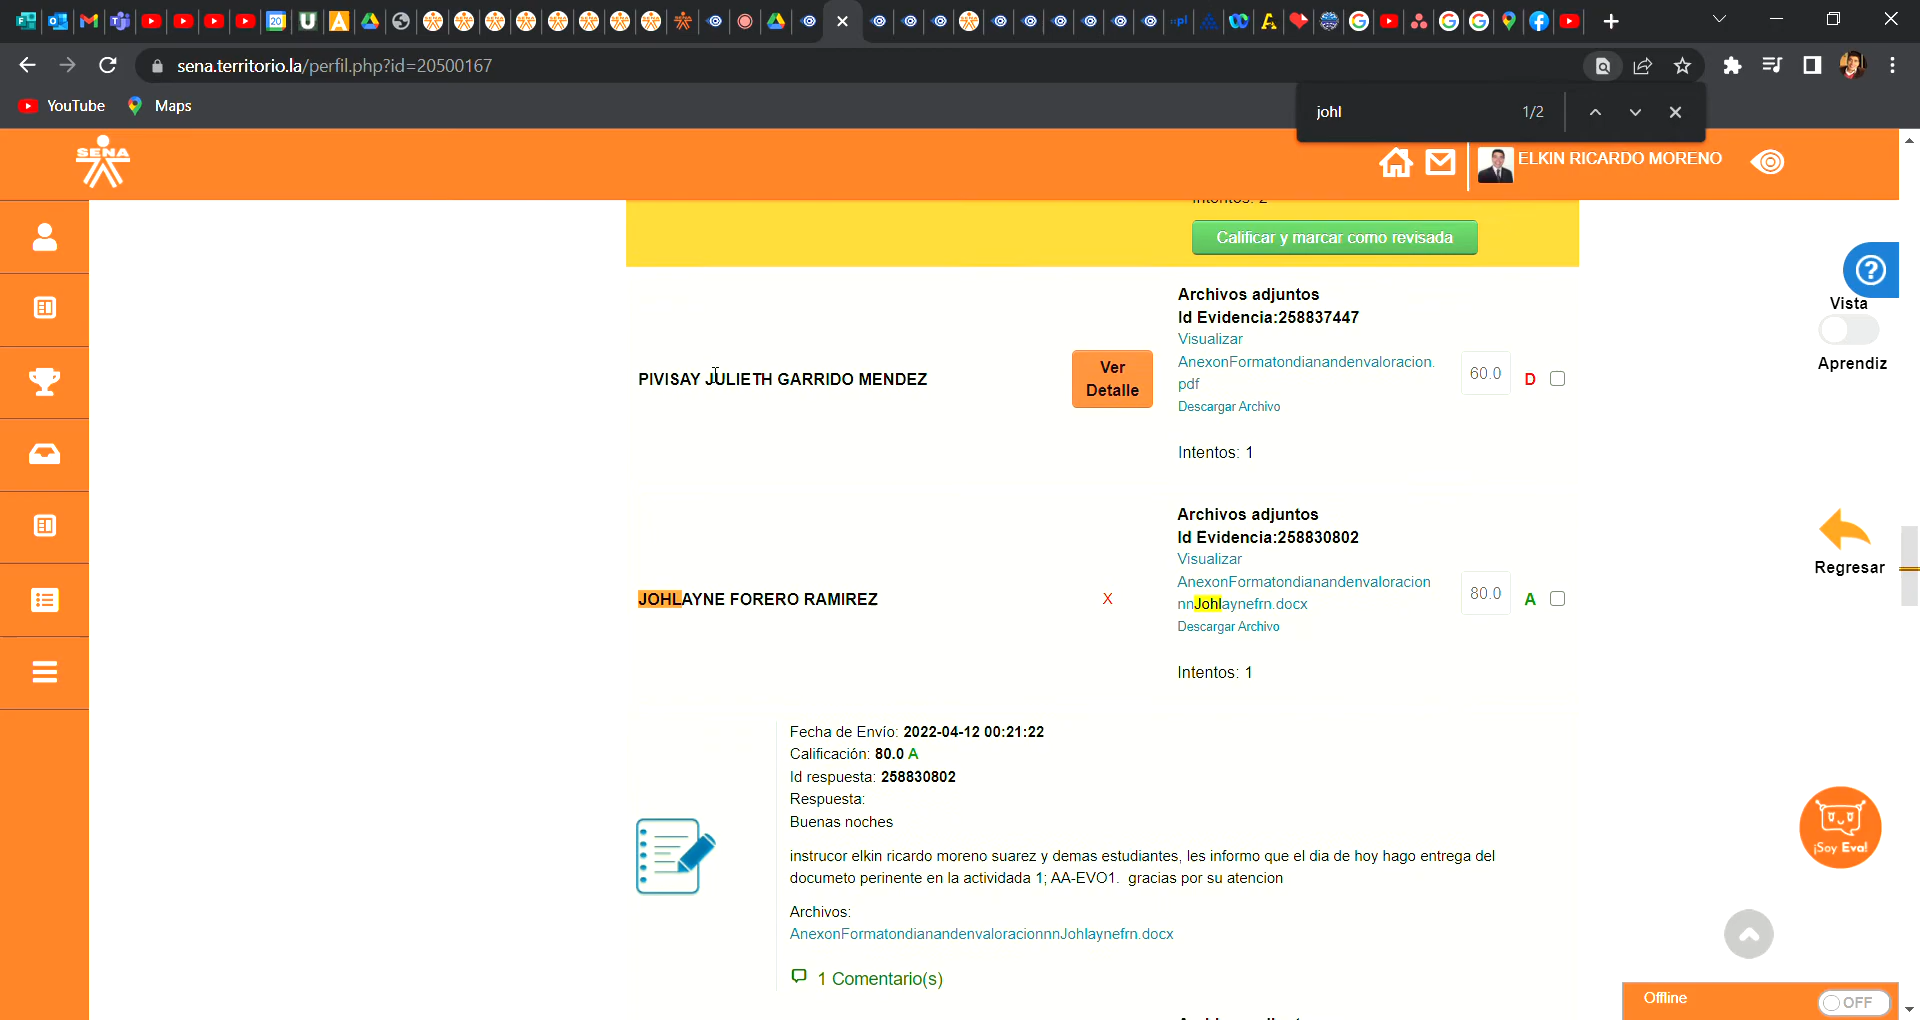 sena.territorio.la/perfil.php?id=20500167
YouTube
Maps
johl
1/2
SENA
ELKIN RICARDO MORENO
Intentos: 2
Calificar y marcar como revisada
Vista
Aprendiz
PIVISAY JULIETH GARRIDO MENDEZ
Ver
Detalle
Archivos adjuntos
Id Evidencia:258837447
Visualizar
AnexonFormatondianandenvaloracion.
pdf
Descargar Archivo
Intentos: 1
60.0
D
JOHLAYNE FORERO RAMIREZ
X
Archivos adjuntos
Id Evidencia:258830802
Visualizar
AnexonFormatondianandenvaloracion
nnJohlaynefrn.docx
Descargar Archivo
Intentos: 1
80.0
A
Regresar
Fecha de Envío: 2022-04-12 00:21:22
Calificación: 80.0 A
Id respuesta: 258830802
Respuesta:
Buenas noches
instrucor elkin ricardo moreno suarez y demas estudiantes, les informo que el dia de hoy hago entrega del
documeto perinente en la actividada 1; AA-EVO1.  gracias por su atencion
Archivos:
AnexonFormatondianandenvaloracionnnJohlaynefrn.docx
1 Comentario(s)
¡Soy Eva!
Offline
OFF